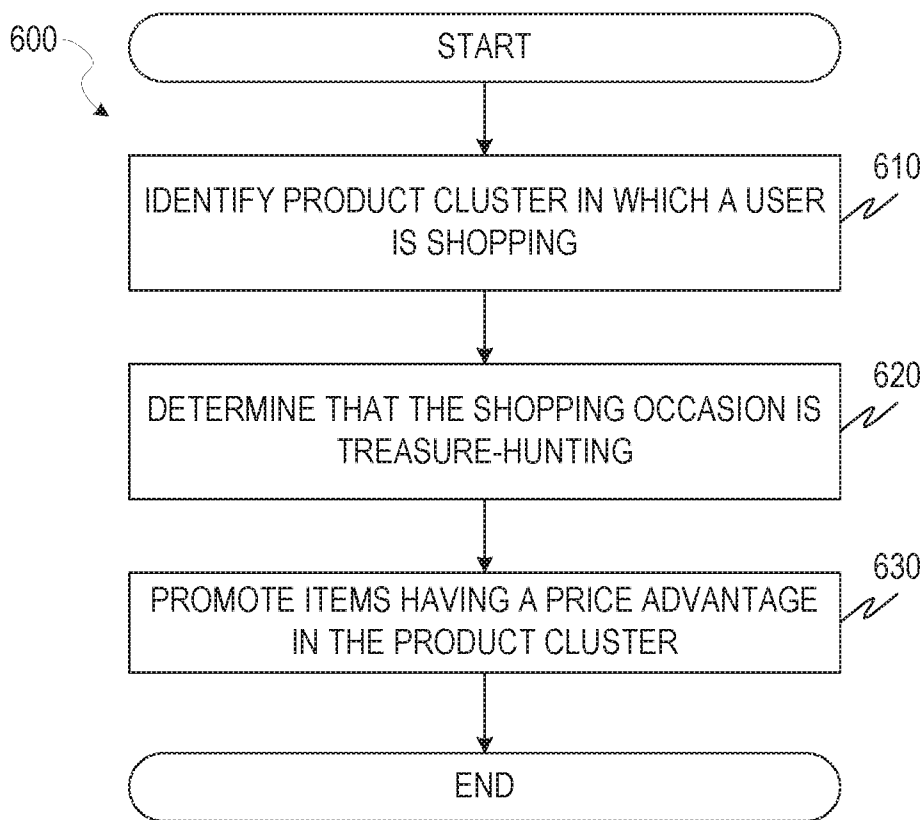 600
START
610
IDENTIFY PRODUCT CLUSTER IN WHICH A USER
IS SHOPPING
620
DETERMINE THAT THE SHOPPING OCCASION IS
TREASURE-HUNTING
630
PROMOTE ITEMS HAVING A PRICE ADVANTAGE
IN THE PRODUCT CLUSTER
END